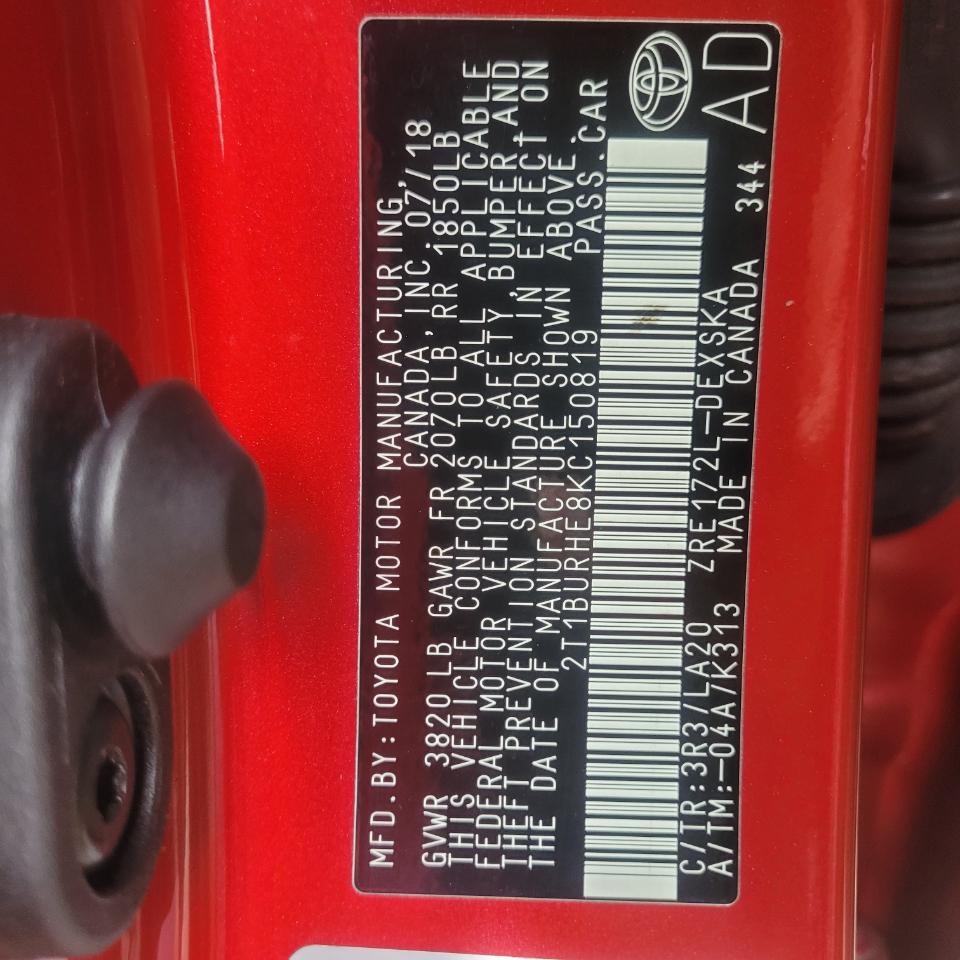 MFD.BY:TOYOTA MOTOR MANUFACTURING,
CANADA,INC.07/18
GVWR 3820LB GAWR FR 2070LB,RR 1850LB
THIS VEHICLE CONFORMS TO ALL APPLICABLE
FEDERAL MOTOR VEHICLE SAFETY, BUMPER,AND
THEFT PREVENTION STANDARDS IN EFFECT ON
THE DATE OF MANUFACTURE SHOWN ABOVE.
2T1BURHE8KC150819 PASS.CAR
C/TR:3R3/LA20 ZRE172L-DEXSKA
A/TM:-04A/K313 MADE IN CANADA 344 AD